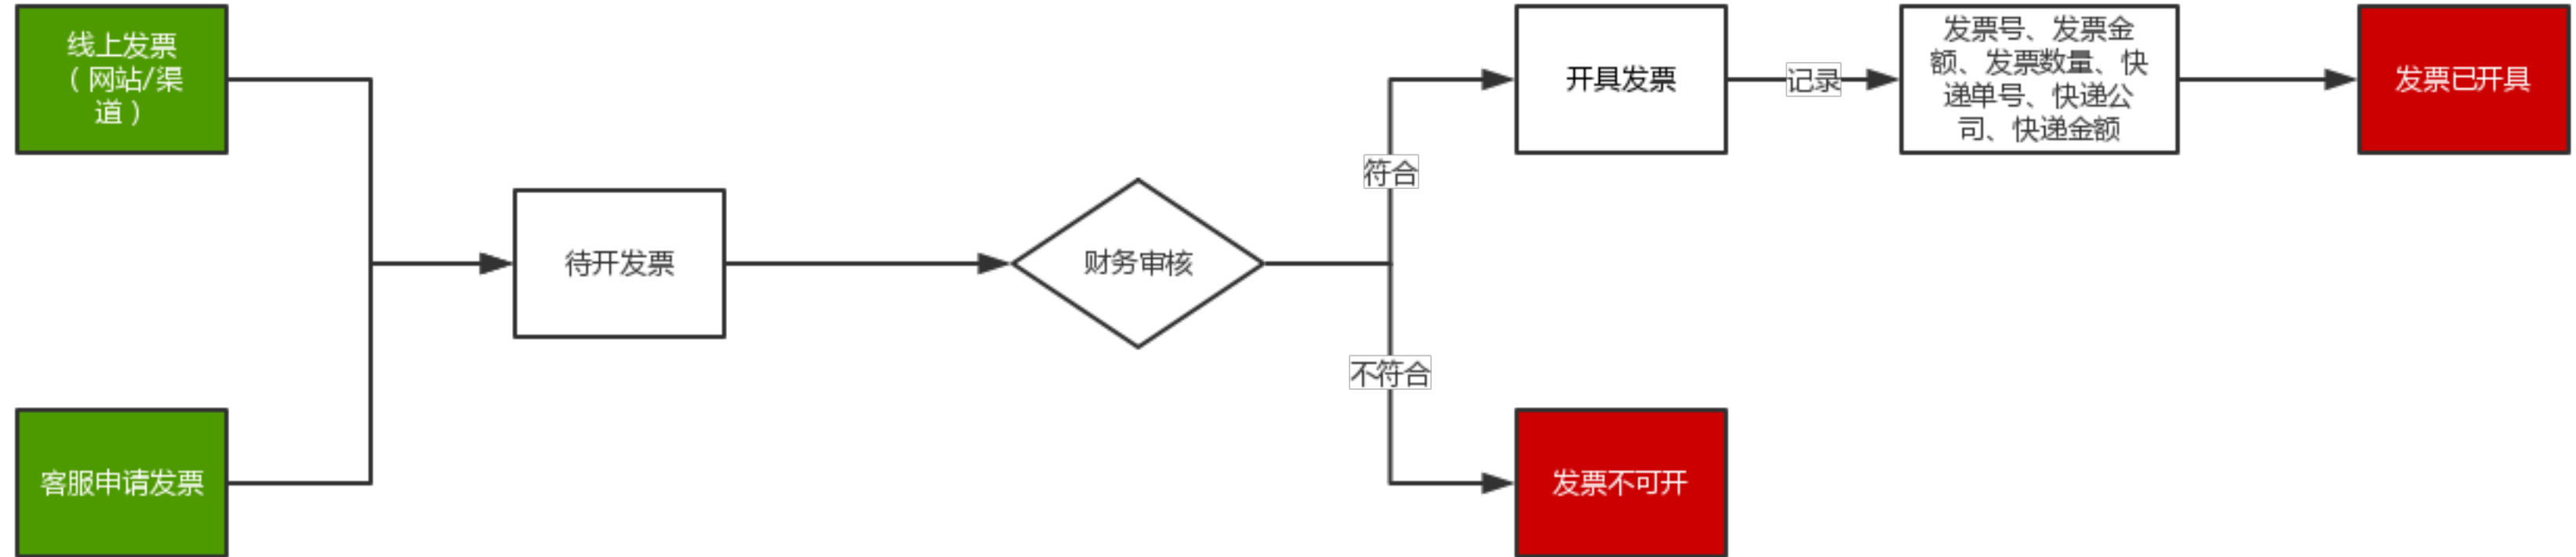 线上发票
（网站/渠
道）
客服申请发票
待开发票
财务审核
符合
不符合
开具发票
记录
发票号、发票金
额、发票数量、快
递单号、快递公
司、快递金额
发票已开具
发票不可开